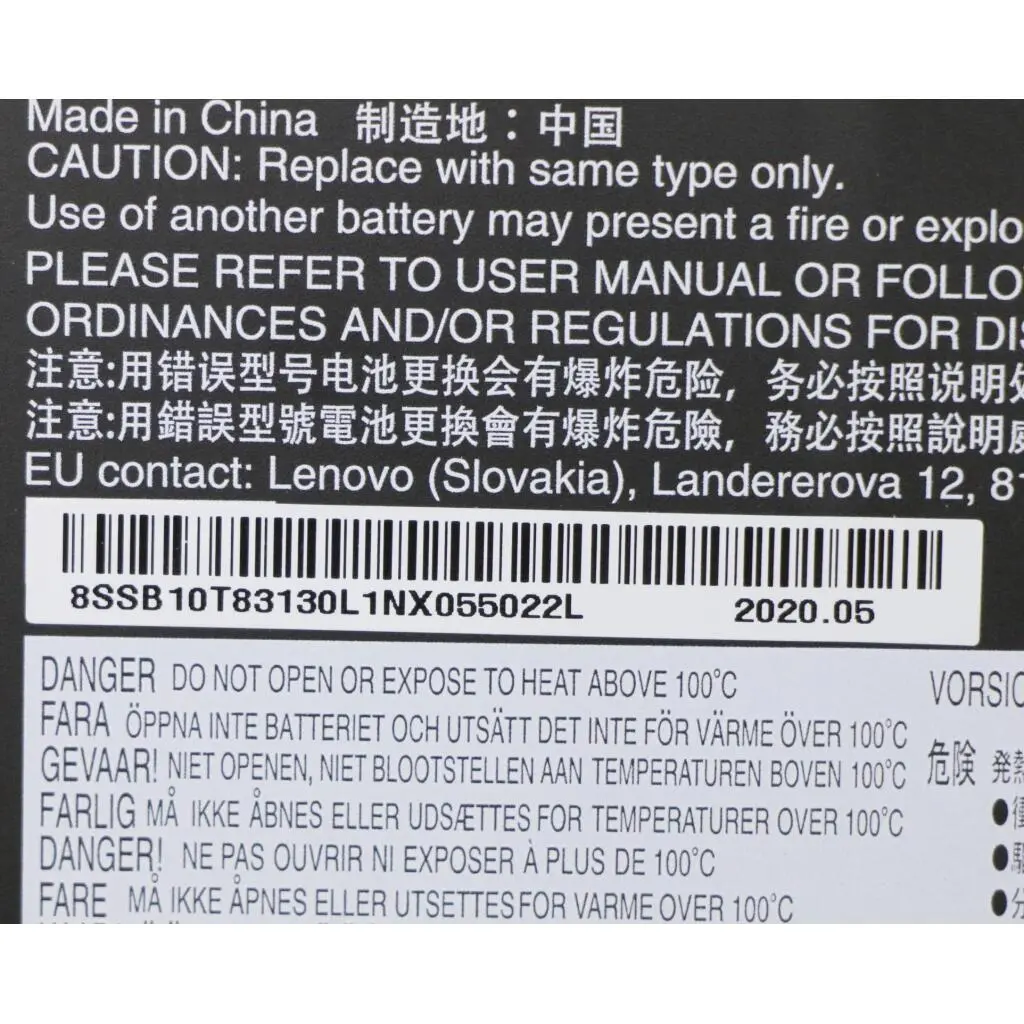 Made in China 制造地：中国
CAUTION: Replace with same type only.
Use of another battery may present a fire or explo
PLEASE REFER TO USER MANUAL OR FOLLO
ORDINANCES AND/OR REGULATIONS FOR DIS
注意:用错误型号电池更换会有爆炸危险，务必按照说明处
注意:用錯誤型號電池更換會有爆炸危險，務必按照說明
EU contact: Lenovo (Slovakia), Landererova 12, 81
8SSB10T83130L1NX055022L 2020.05
DANGER DO NOT OPEN OR EXPOSE TO HEAT ABOVE 100°C
FARA ÖPPNA INTE BATTERIET OCH UTSÄTT DET INTE FÖR VÄRME ÖVER 100°C
GEVAAR! NIET OPENEN, NIET BLOOTSTELLEN AAN TEMPERATUREN BOVEN 100°C
FARLIG MÅ IKKE ÅBNES ELLER UDSÆTTES FOR TEMPERATURER OVER 100°C
DANGER! NE PAS OUVRIR NI EXPOSER À PLUS DE 100°C
FARE MÅ IKKE ÅPNES ELLER UTSETTES FOR VARME OVER 100°C
VORSIC
危険 発熱
●
●
●分